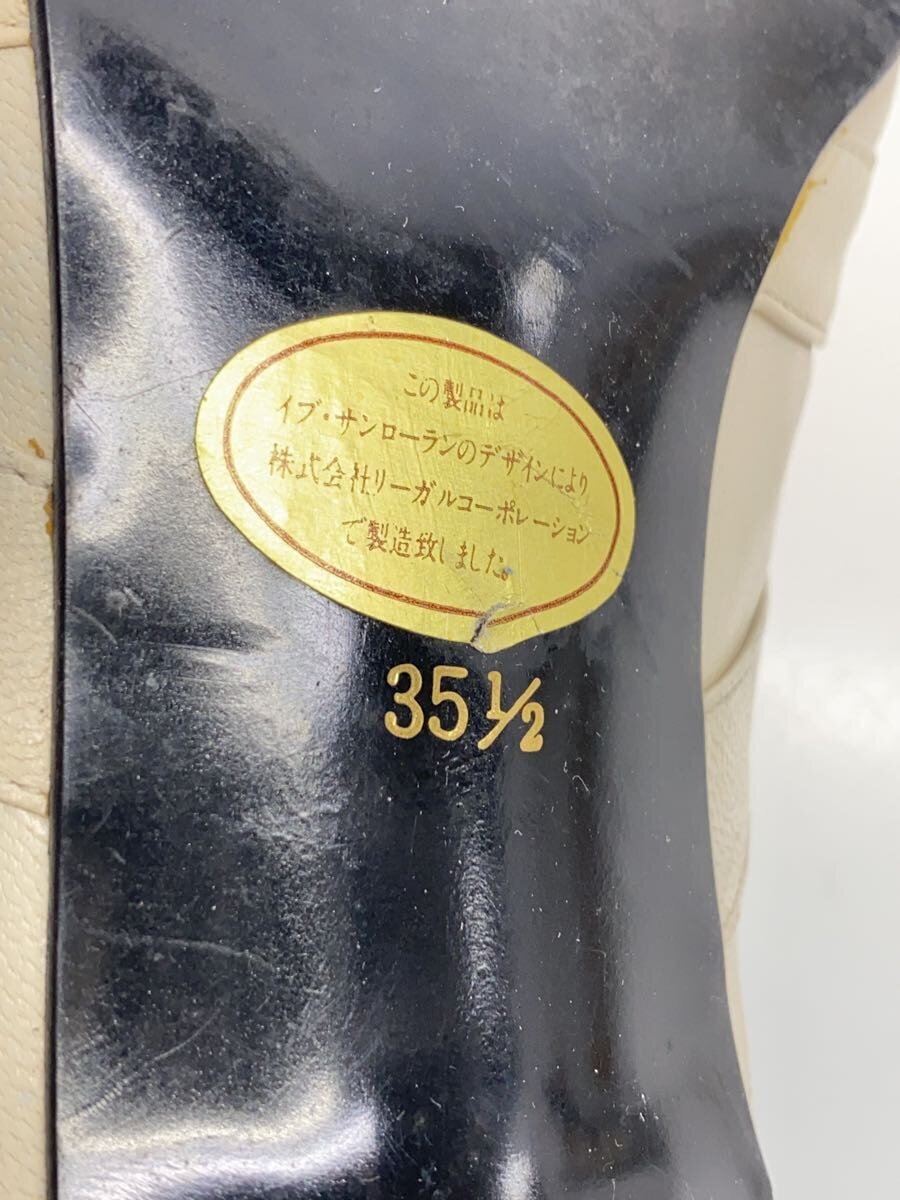 この製品は
イブ・サンローランのデザインにより
株式会社リーガルコーポレーション
で製造致しました。
35½